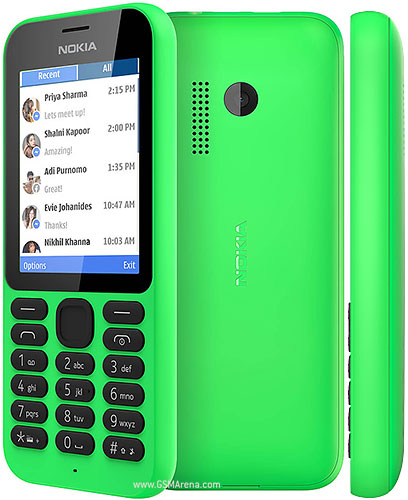 NOKIA
Recent All
Priya Sharma 2:15 PM
Lets meet up!
Shalni Kapoor 2:00 PM
Amazing!
Adi Purnomo 1:35 PM
Great!
Evie Johanides 10:47 AM
Thanks!
Nikhil Khanna 10:03 AM
Options Exit
1 2 abc 3 def
4 ghi 5 jkl 6 mno
7 pqrs 8 tuv 9 wxyz
* 0 #
NOKIA
www.GSMArena.com